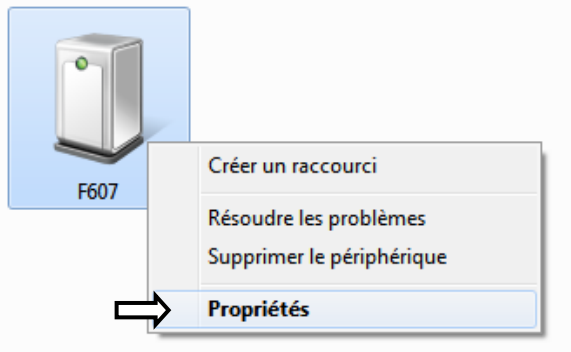 F607
Créer un raccourci
Résoudre les problèmes
Supprimer le périphérique
Propriétés